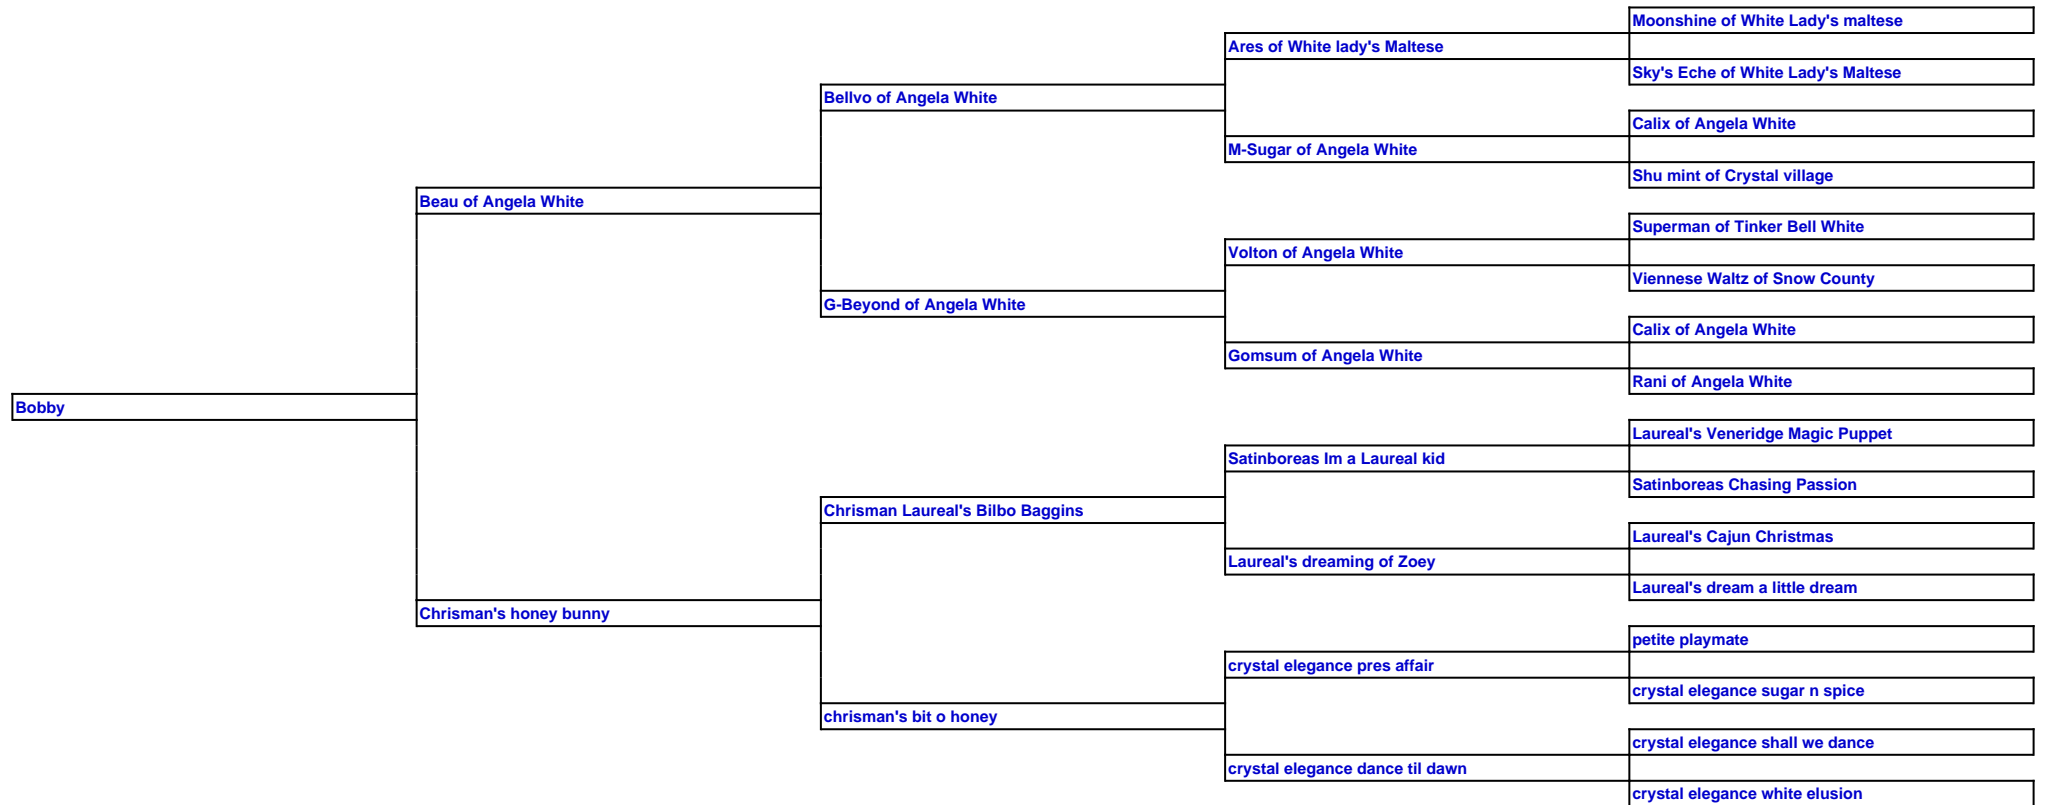 Moonshine of White Lady's maltese
Ares of White lady's Maltese
Sky's Eche of White Lady's Maltese
Bellvo of Angela White
Calix of Angela White
M-Sugar of Angela White
Shu mint of Crystal village
Beau of Angela White
Superman of Tinker Bell White
Volton of Angela White
Viennese Waltz of Snow County
G-Beyond of Angela White
Calix of Angela White
Gomsum of Angela White
Rani of Angela White
Bobby
Laureal's Veneridge Magic Puppet
Satinboreas Im a Laureal kid
Satinboreas Chasing Passion
Chrisman Laureal's Bilbo Baggins
Laureal's Cajun Christmas
Laureal's dreaming of Zoey
Laureal's dream a little dream
Chrisman's honey bunny
petite playmate
crystal elegance pres affair
crystal elegance sugar n spice
chrisman's bit o honey
crystal elegance shall we dance
crystal elegance dance til dawn
crystal elegance white elusion